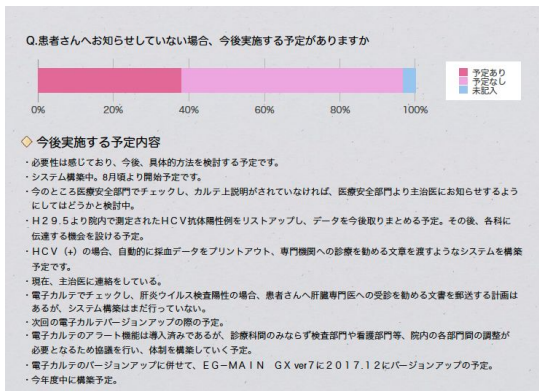 Q.患者さんへお知らせしていない場合、今後実施する予定がありますか
予定あり
予定なし
未記入
0% 20% 40% 60% 80% 100%
◇ 今後実施する予定内容
・必要性は感じており、今後、具体的方法を検討する予定です。
・システム構築中。8月頃より開始予定です。
・今のところ医療安全部門でチェックし、カルテ上説明がされていなければ、医療安全部門より主治医にお知らせするよう
にしてはどうかと検討中。
・H29.5より院内で測定されたHCV抗体陽性例をリストアップし、データを今後取りまとめる予定。その後、各科に
伝達する機会を設ける予定。
・HCV（+）の場合、自動的に採血データをプリントアウト、専門機関への診療を勧める文章を渡すようなシステムを構築
予定です。
・現在、主治医に連絡をしている。
・電子カルテでチェックし、肝炎ウイルス検査陽性の場合、患者さんへ肝臓専門医への受診を勧める文書を郵送する計画は
あるが、システム構築はまだ行っていない。
・次回の電子カルテバージョンアップの際の予定。
・電子カルテのアラート機能は導入済みであるが、診療科間のみならず検査部門や看護部門等、院内の各部門間の調整が
必要となるため協議を行い、体制を構築していく予定。
・電子カルテのバージョンアップに併せて、EG－MAIN GX ver7に2017.12にバージョンアップの予定。
・今年度中に構築予定。